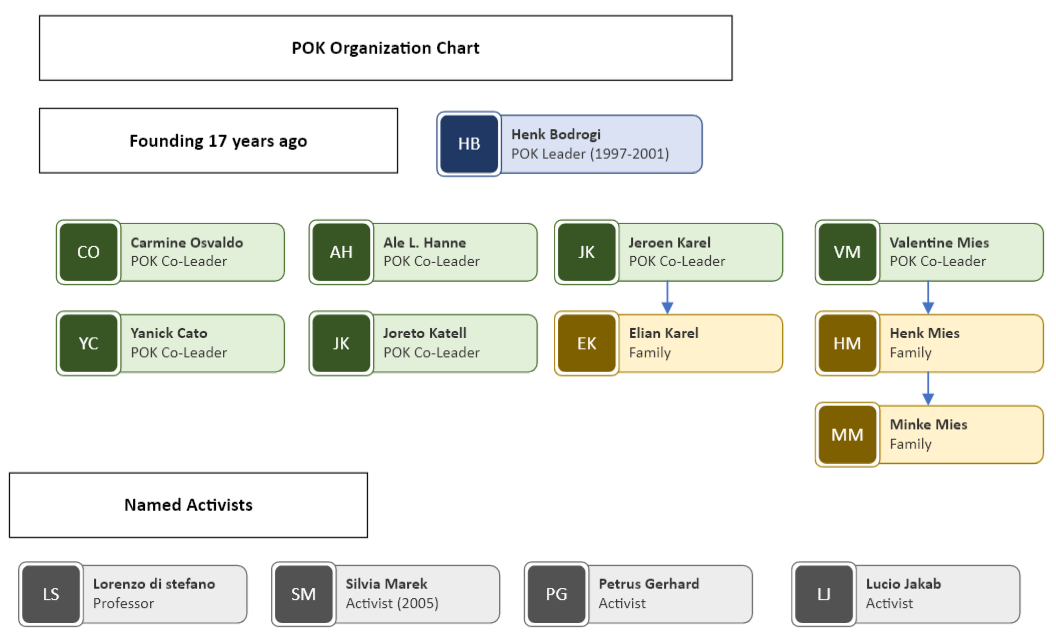 POK Organization Chart
Founding 17 years ago
HB
Henk Bodrogi
POK Leader (1997-2001)
CO
Carmine Osvaldo
POK Co-Leader
AH
Ale L. Hanne
POK Co-Leader
JK
Jeroen Karel
POK Co-Leader
VM
Valentine Mies
POK Co-Leader
YC
Yanick Cato
POK Co-Leader
JK
Joreto Katell
POK Co-Leader
EK
Elian Karel
Family
HM
Henk Mies
Family
MM
Minke Mies
Family
Named Activists
LS
Lorenzo di stefano
Professor
SM
Silvia Marek
Activist (2005)
PG
Petrus Gerhard
Activist
LJ
Lucio Jakab
Activist